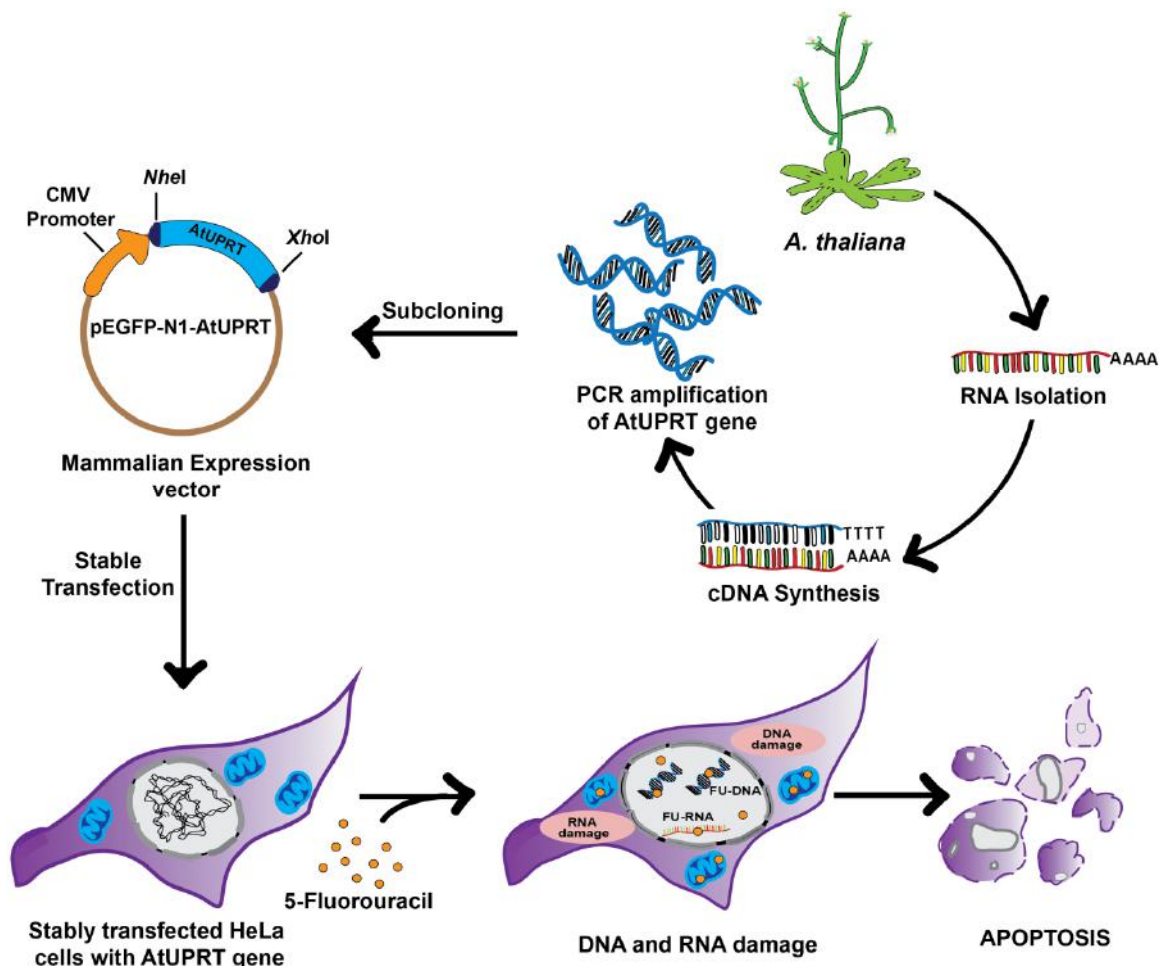 A. thaliana
AAAA
RNA Isolation
TTTT
AAAA
cDNA Synthesis
PCR amplification
of AtUPRT gene
Subcloning
CMV
Promoter
NheI
AtUPRT
XhoI
pEGFP-N1-AtUPRT
Mammalian Expression
vector
Stable
Transfection
Stably transfected HeLa
cells with AtUPRT gene
5-Fluorouracil
DNA
damage
FU-DNA
FU-RNA
RNA
damage
DNA and RNA damage
APOPTOSIS